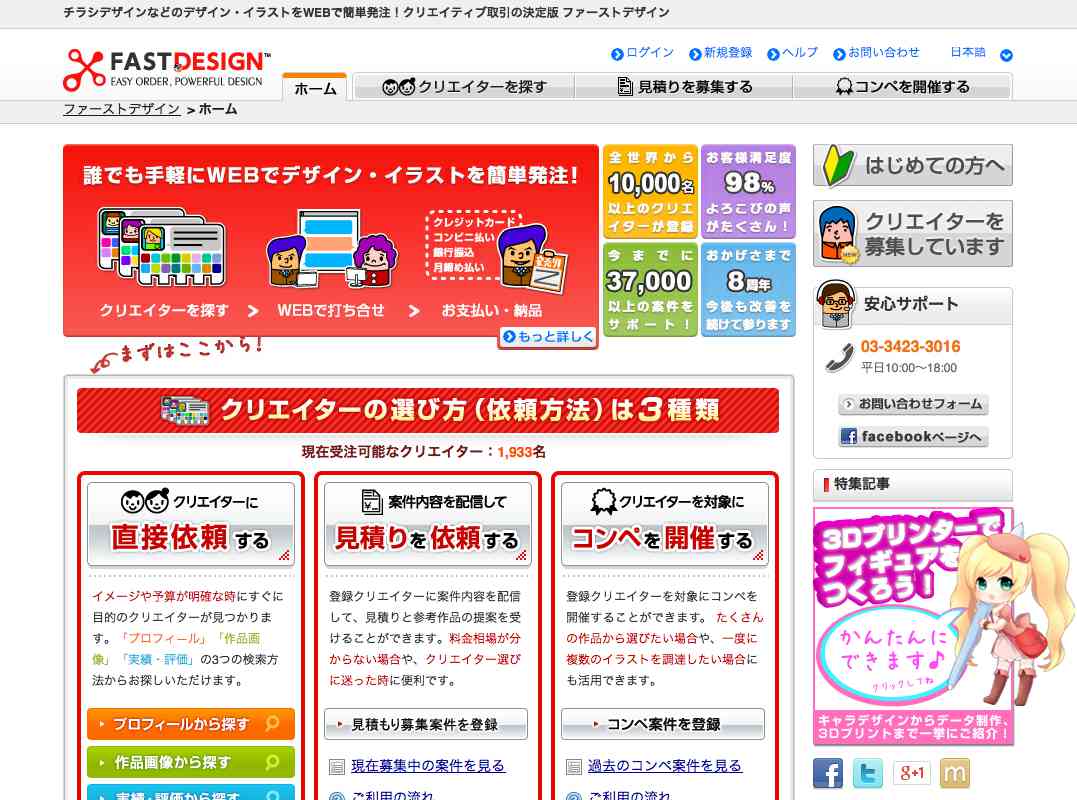 チラシデザインなどのデザイン・イラストをWEBで簡単発注！クリエイティブ取引の決定版 ファーストデザイン
FASTDESIGN™
EASY ORDER, POWERFUL DESIGN
ログイン 新規登録 ヘルプ お問い合わせ 日本語
ホーム クリエイターを探す 見積りを募集する コンペを開催する
ファーストデザイン > ホーム
誰でも手軽にWEBでデザイン・イラストを簡単発注！
クレジットカード
コンビニ払い
銀行振込
月締め払い
クリエイターを探す > WEBで打ち合せ > お支払い・納品
もっと詳しく
全世界から
10,000名
以上のクリエ
イターが登録
お客様満足度
98%
よろこびの声
がたくさん！
今までに
37,000
以上の案件を
サポート！
おかげさまで
8周年
今後も改善を
続けて参ります
はじめての方へ
クリエイターを
募集しています
NEW
安心サポート
03-3423-3016
平日10:00〜18:00
お問い合わせフォーム
facebookページへ
まずはここから！
クリエイターの選び方（依頼方法）は3種類
現在受注可能なクリエイター：1,933名
クリエイターに
直接依頼する
イメージや予算が明確な時にすぐに
目的のクリエイターが見つかりま
す。「プロフィール」「作品画
像」「実績・評価」の3つの検索方
法からお探しいただけます。
プロフィールから探す
作品画像から探す
実績・評価から探す
案件内容を配信して
見積りを依頼する
登録クリエイターに案件内容を配信
して、見積りと参考作品の提案を受
けることができます。料金相場が分
からない場合や、クリエイター選び
に迷った時に便利です。
見積もり募集案件を登録
現在募集中の案件を見る
ご利用の流れ
クリエイターを対象に
コンペを開催する
登録クリエイターを対象にコンペを
開催することができます。 たくさん
の作品から選びたい場合や、一度に
複数のイラストを調達したい場合に
も活用できます。
コンペ案件を登録
過去のコンペ案件を見る
ご利用の流れ
特集記事
3Dプリンターで
フィギュアを
つくろう！
かんたんに
できます♪
クリックしてね
キャラデザインからデータ制作、
3Dプリントまで一挙にご紹介！
f t g+1 m